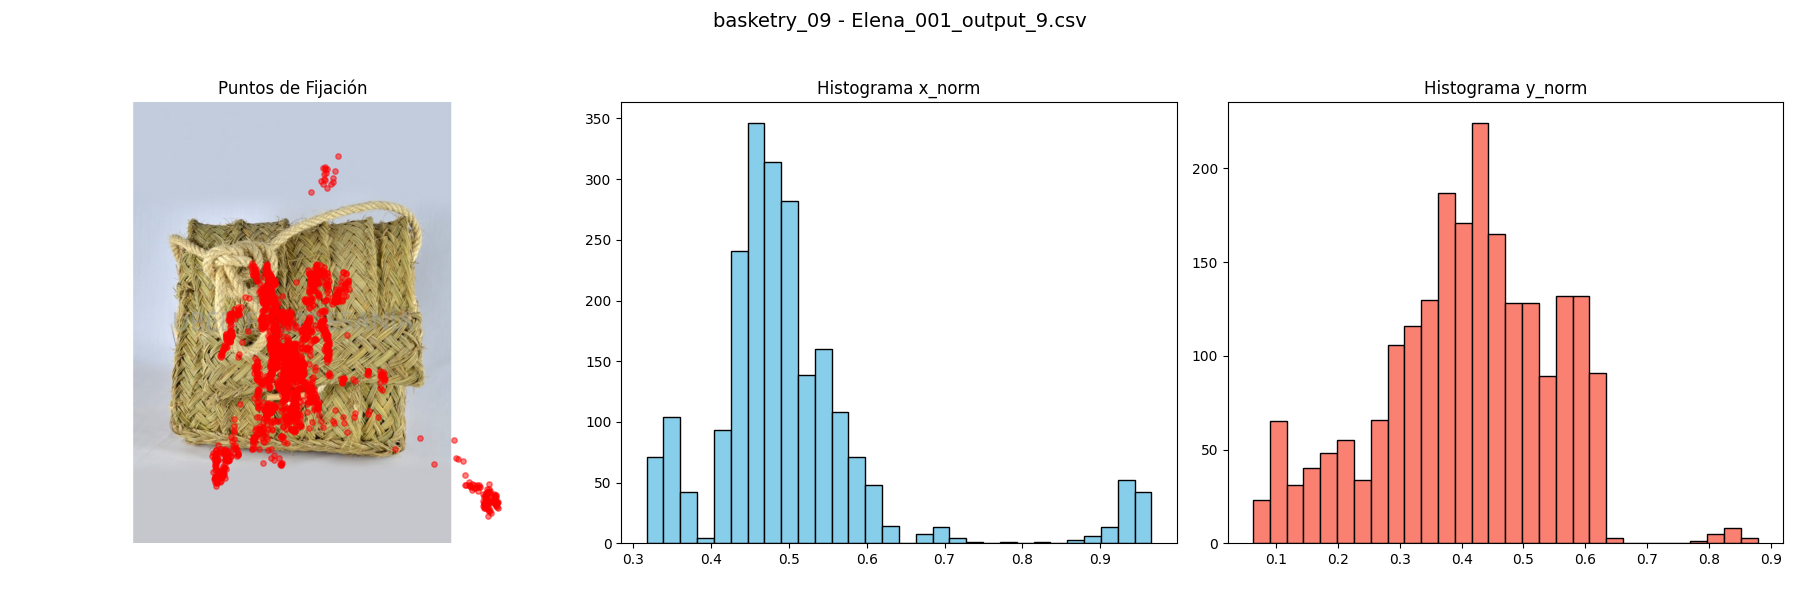 basketry_09 - Elena_001_output_9.csv
Puntos de Fijación
Histograma x_norm
Histograma y_norm
350
300
250
200
150
100
50
0
0.3 0.4 0.5 0.6 0.7 0.8 0.9
200
150
100
50
0
0.1 0.2 0.3 0.4 0.5 0.6 0.7 0.8 0.9